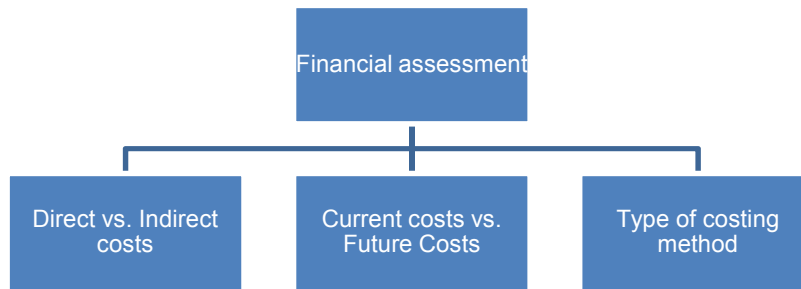 Financial assessment
Direct vs. Indirect
costs
Current costs vs.
Future Costs
Type of costing
method